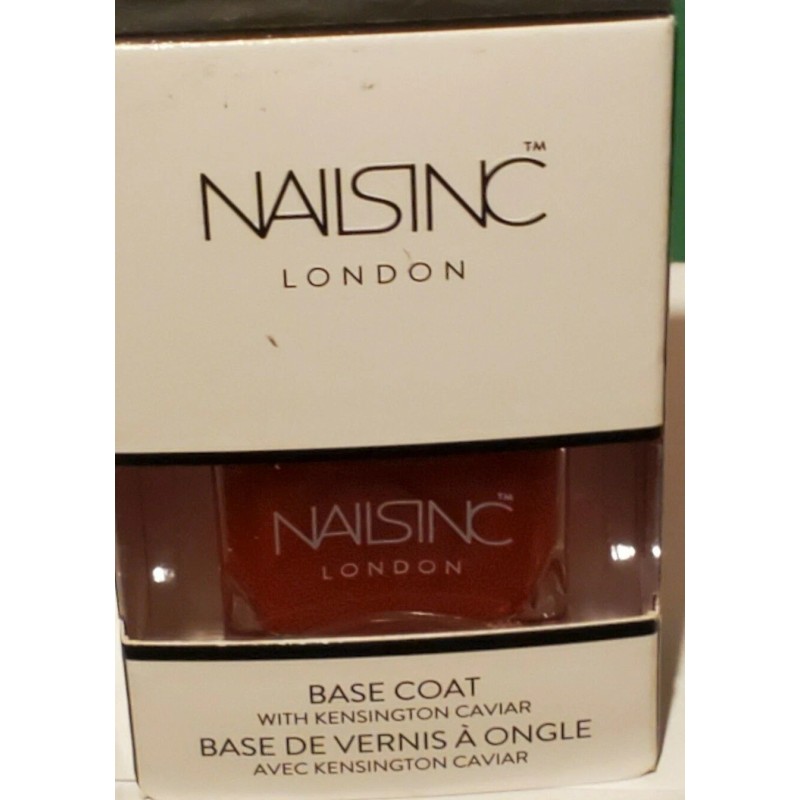 NAILSINC™
LONDON
NAILSINC™
LONDON
BASE COAT
WITH KENSINGTON CAVIAR
BASE DE VERNIS À ONGLE
AVEC KENSINGTON CAVIAR